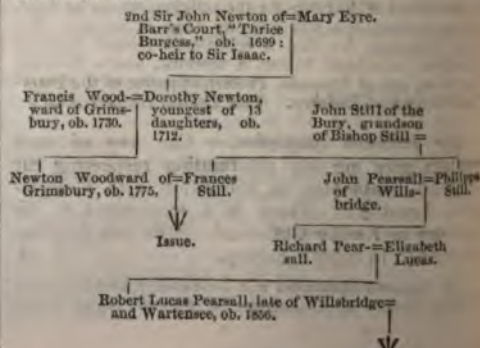 2nd Sir John Newton of=Mary Eyre.
Barr's Court, "Thrice
Burgess," ob. 1699:
co-heir to Sir Isaac.
Francis Wood-=Dorothy Newton,
ward of Grims-
bury, ob. 1730.
youngest of 13
daughters, ob.
1712.
John Still of the
Bury, grandson
of Bishop Still =
Newton Woodward of=Frances
Grimsbury, ob. 1775.
Still.
Issue.
John Pearsall=Philippa
of Wills-
bridge.
Still.
Richard Pear-=Elizabeth
sall.
Lucas.
Robert Lucas Pearsall, late of Willsbridge=
and Wartensee, ob. 1856.